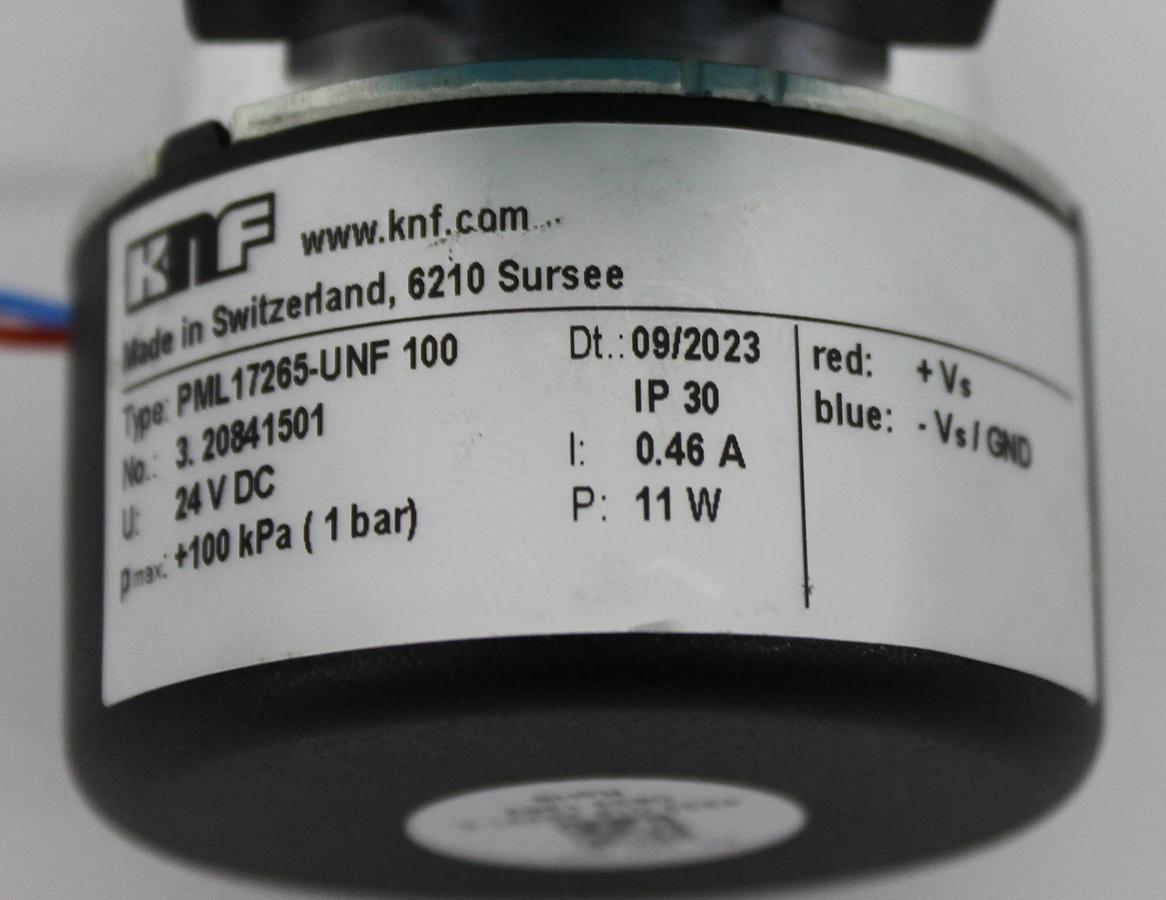 KNF www.knf.com
Made in Switzerland, 6210 Sursee
Type: PML17265-UNF 100
No.: 3. 20841501
U: 24 V DC
pmax: +100 kPa ( 1 bar)
Dt.: 09/2023
IP 30
I: 0.46 A
P: 11 W
red: +Vs
blue: - Vs / GND